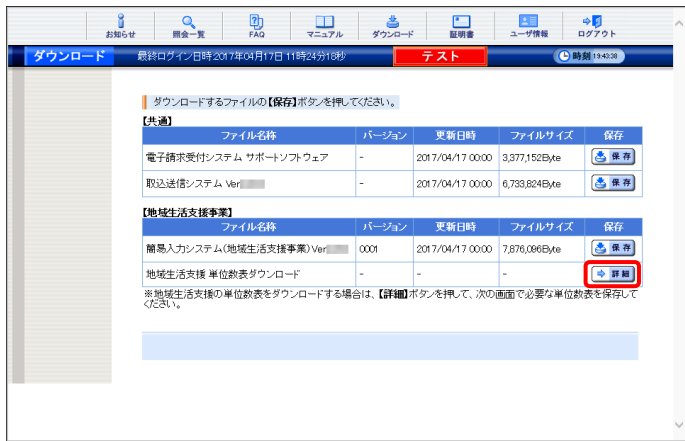 お知らせ 照会一覧 FAQ マニュアル ダウンロード 証明書 ユーザ情報 ログアウト
ダウンロード 最終ログイン日時:2017年04月17日 11時24分18秒 テスト 時刻 19:43:38
ダウンロードするファイルの【保存】ボタンを押してください。
【共通】
ファイル名称 バージョン 更新日時 ファイルサイズ 保存
電子請求受付システム サポートソフトウェア - 2017/04/17 00:00 3,377,152Byte 保存
取込送信システム Ver - 2017/04/17 00:00 6,733,824Byte 保存
【地域生活支援事業】
ファイル名称 バージョン 更新日時 ファイルサイズ 保存
簡易入力システム(地域生活支援事業)Ver 0001 2017/04/17 00:00 7,876,096Byte 保存
地域生活支援 単位数表ダウンロード - - - 詳細
※地域生活支援の単位数表をダウンロードする場合は、【詳細】ボタンを押して、次の画面で必要な単位数表を保存して
ください。